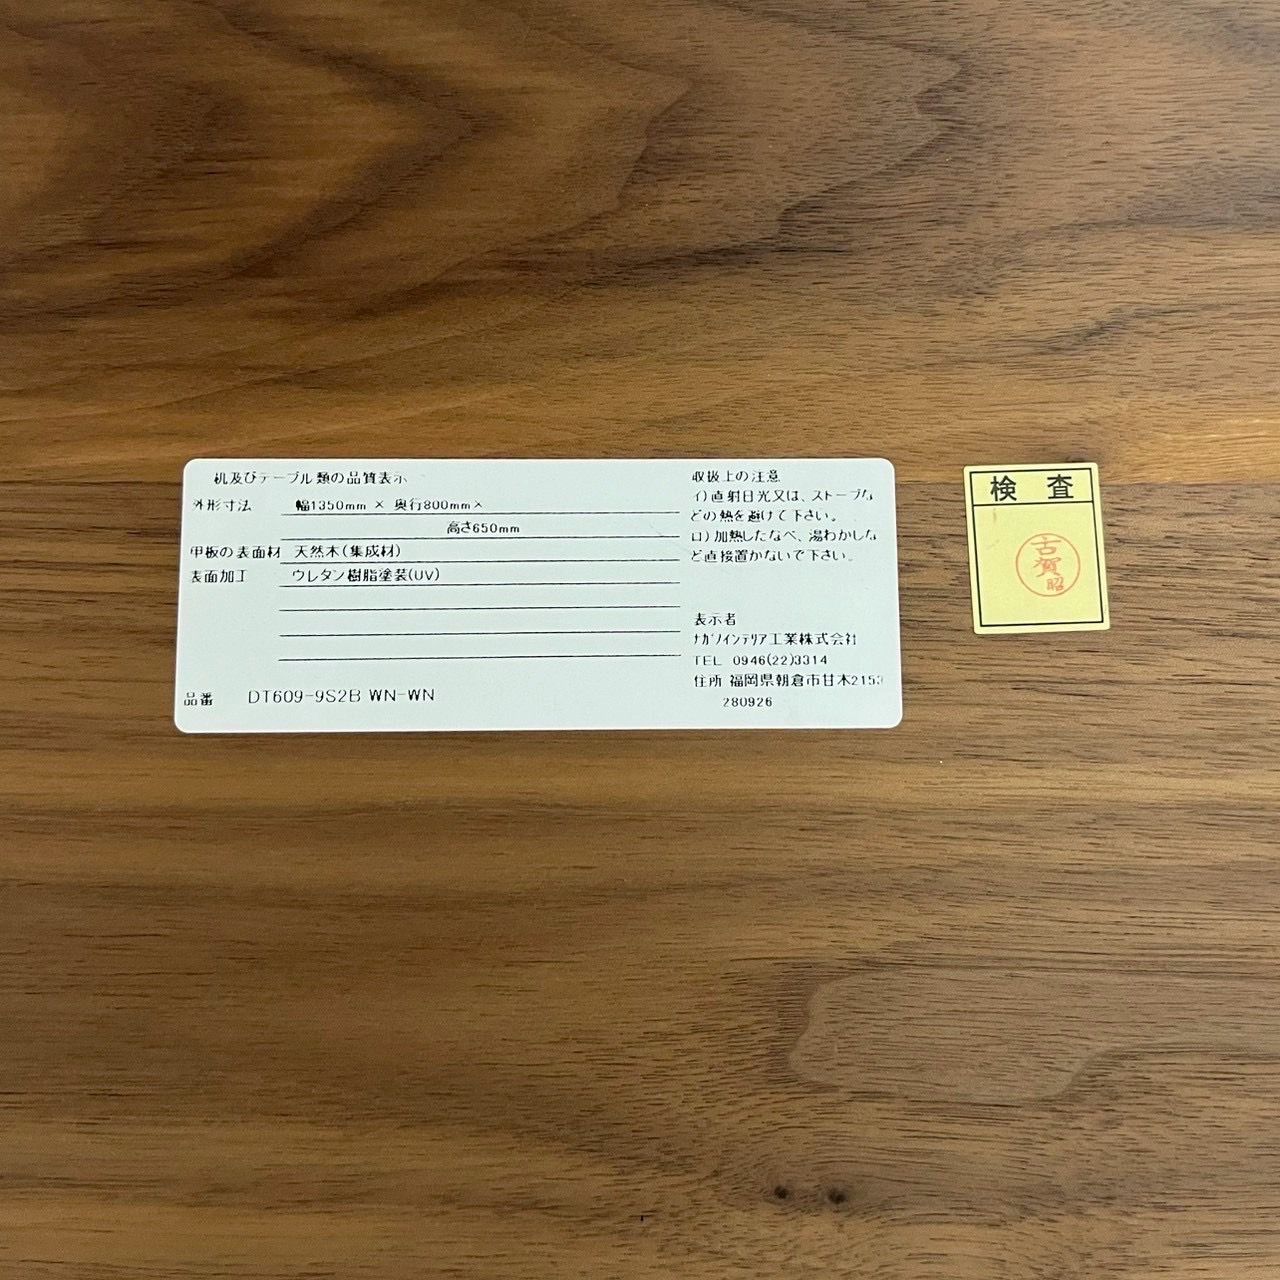 机及びテーブル類の品質表示
外形寸法 幅1350mm × 奥行800mm×
高さ650mm
甲板の表面材 天然木(集成材)
表面加工 ウレタン樹脂塗装(UV)
品番 DT609-9S2B WN-WN
取扱上の注意
イ)直射日光又は、ストーブな
どの熱を避けて下さい。
ロ)加熱したなべ、湯わかしな
ど直接置かないで下さい。
表示者
ナガノインテリア工業株式会社
TEL 0946(22)3314
住所 福岡県朝倉市甘木2153
280926
検査
古賀
昭